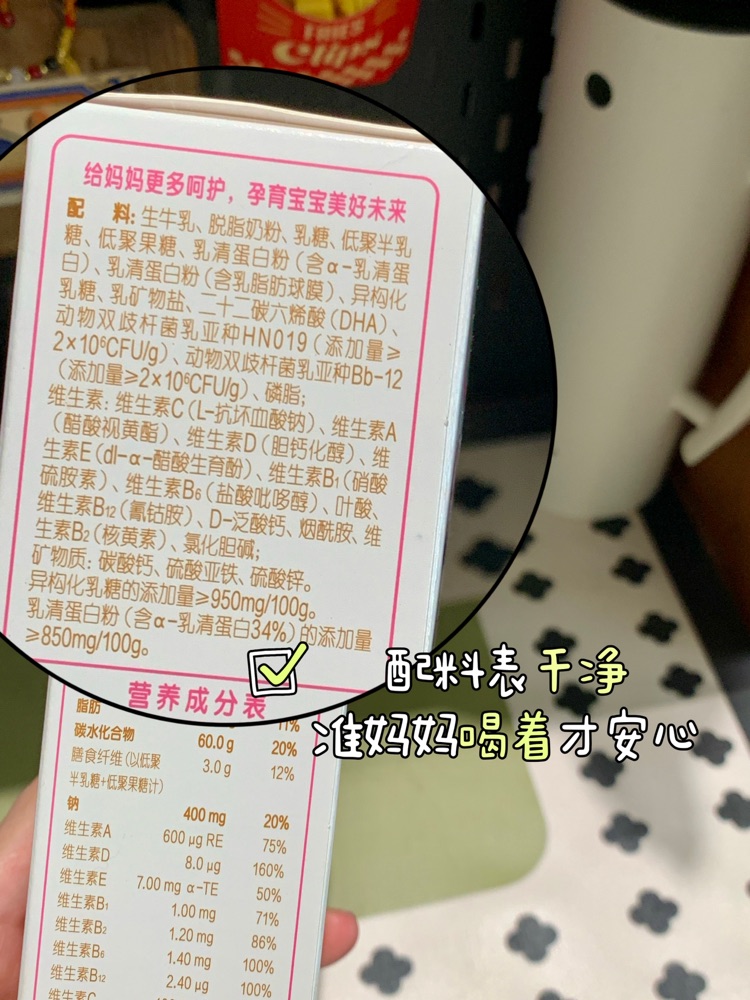 FRIES
给妈妈更多呵护，孕育宝宝美好未来
配 料：生牛乳、脱脂奶粉、乳糖、低聚半乳
糖、低聚果糖、乳清蛋白粉（含α-乳清蛋
白）、乳清蛋白粉（含乳脂肪球膜）、异构化
乳糖、乳矿物盐、二十二碳六烯酸（DHA）、
动物双歧杆菌乳亚种HN019（添加量≥
2×10⁶CFU/g）、动物双歧杆菌乳亚种Bb-12
（添加量≥2×10⁶CFU/g）、磷脂；
维生素：维生素C（L-抗坏血酸钠）、维生素A
（醋酸视黄酯）、维生素D（胆钙化醇）、维
生素E（dl-α-醋酸生育酚）、维生素B₁（硝酸
硫胺素）、维生素B₆（盐酸吡哆醇）、叶酸、
维生素B₁₂（氰钴胺）、D-泛酸钙、烟酰胺、维
生素B₂（核黄素）、氯化胆碱；
矿物质：碳酸钙、硫酸亚铁、硫酸锌。
异构化乳糖的添加量≥950mg/100g。
乳清蛋白粉（含α-乳清蛋白34%）的添加量
≥850mg/100g。
配料表干净
准妈妈喝着才安心
营养成分表
脂肪 11%
碳水化合物 60.0 g 20%
膳食纤维（以低聚 3.0 g 12%
半乳糖+低聚果糖计）
钠 400 mg 20%
维生素A 600 μg RE 75%
维生素D 8.0 μg 160%
维生素E 7.00 mg α-TE 50%
维生素B₁ 1.00 mg 71%
维生素B₂ 1.20 mg 86%
维生素B₆ 1.40 mg 100%
维生素B₁₂ 2.40 μg 100%
维生素C